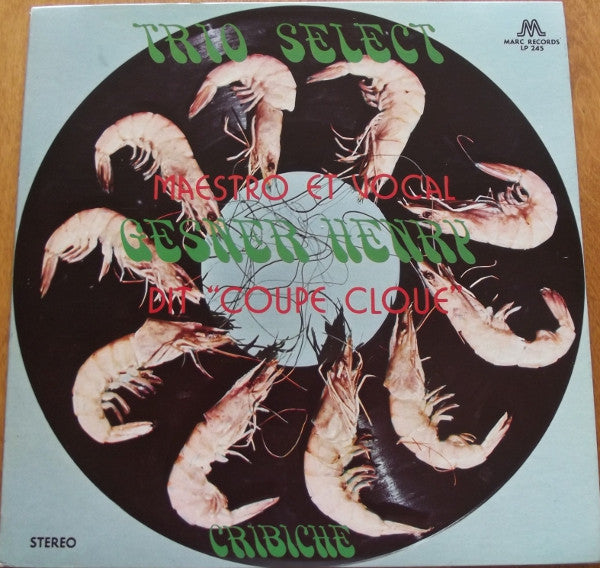 TRIO SELECT
MARC RECORDS
LP 245
MAESTRO ET VOCAL
GESNER HENRY
DIT "COUPE CLOUE"
CRIBICHE
STEREO